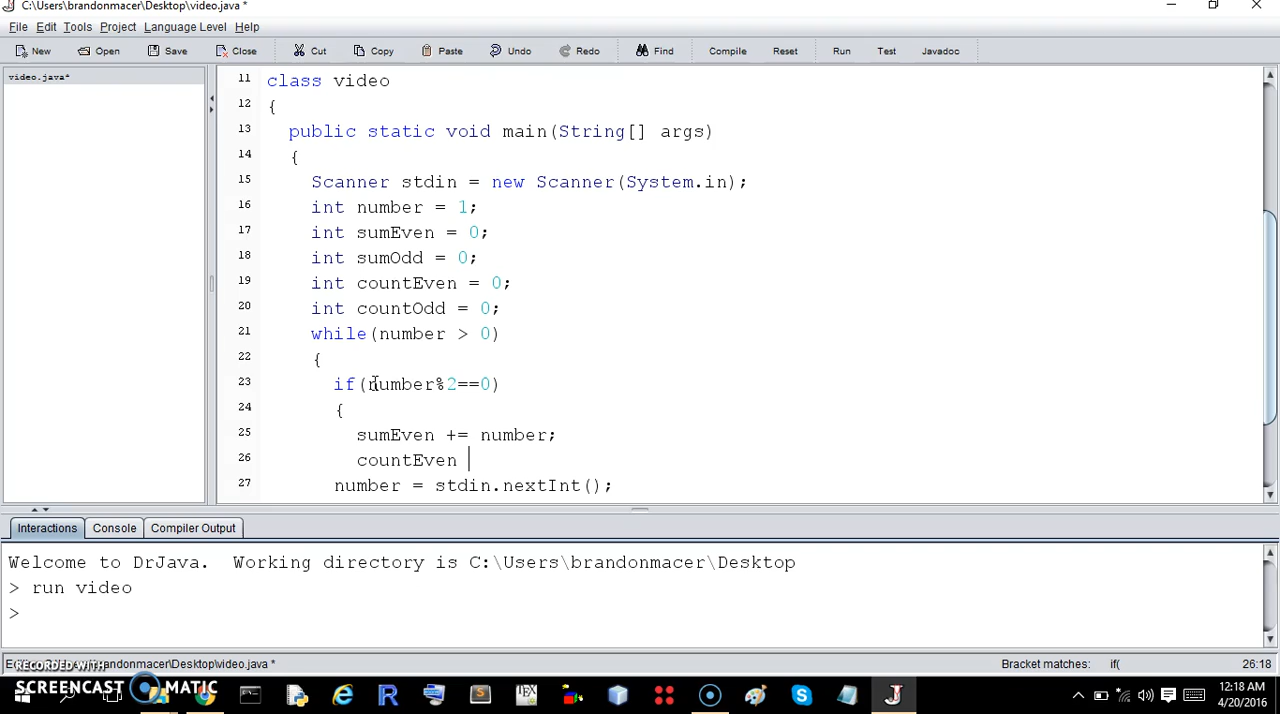 C:\Users\brandonmacer\Desktop\video.java *
File Edit Tools Project Language Level Help
New Open Save Close Cut Copy Paste Undo Redo Find Compile Reset Run Test Javadoc
video.java*
11 class video
12 {
13 public static void main(String[] args)
14 {
15 Scanner stdin = new Scanner(System.in);
16 int number = 1;
17 int sumEven = 0;
18 int sumOdd = 0;
19 int countEven = 0;
20 int countOdd = 0;
21 while(number > 0)
22 {
23 if(number%2==0)
24 {
25 sumEven += number;
26 countEven
27 number = stdin.nextInt();
Interactions Console Compiler Output
Welcome to DrJava. Working directory is C:\Users\brandonmacer\Desktop
> run video
>
andonmacer\Desktop\video.java * Bracket matches: if( 26:18
RECORDED WITH
SCREENCAST MATIC
12:18 AM
4/20/2016